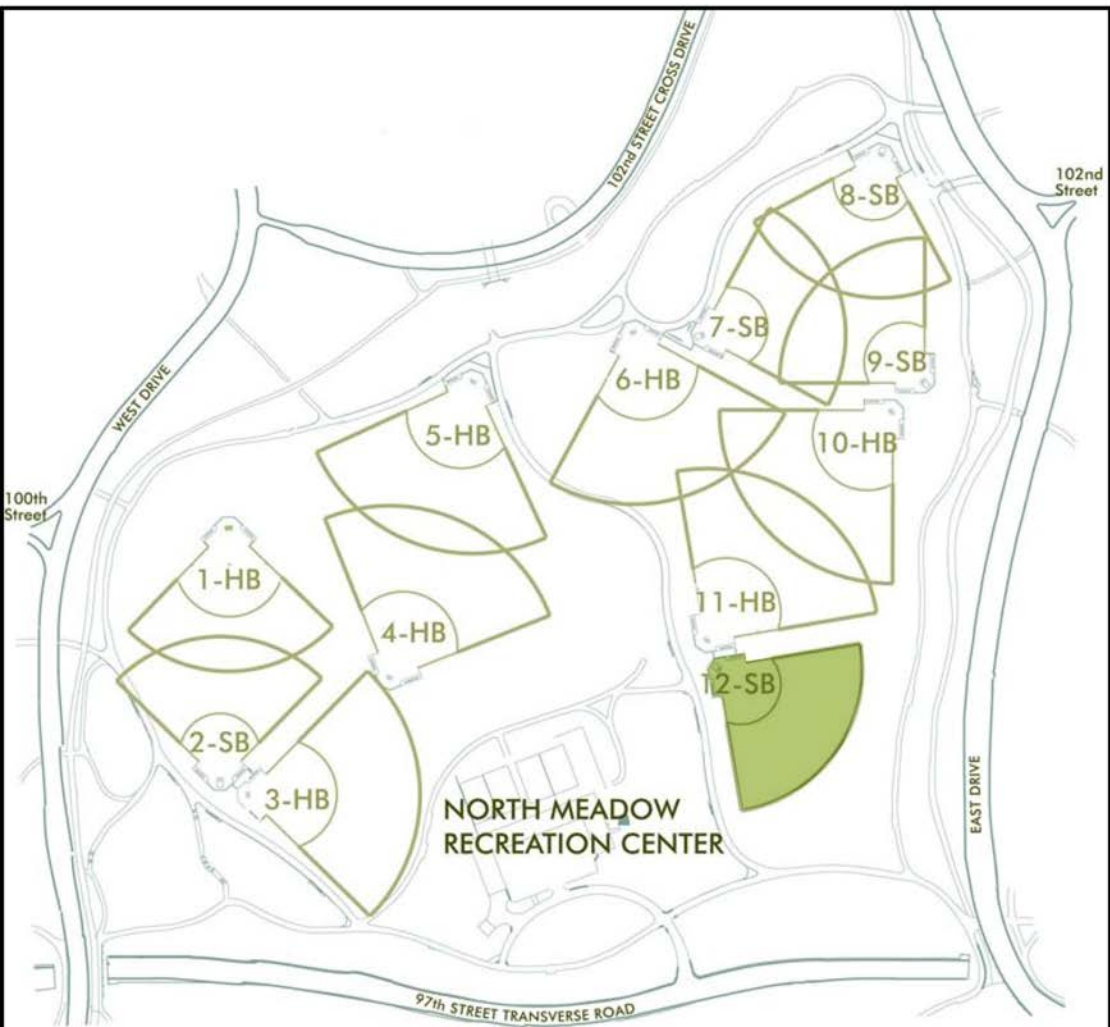 102nd STREET CROSS DRIVE
102nd
Street
8-SB
7-SB
9-SB
6-HB
WEST DRIVE
5-HB
10-HB
100th
Street
1-HB
11-HB
4-HB
12-SB
2-SB
3-HB
NORTH MEADOW
RECREATION CENTER
EAST DRIVE
97th STREET TRANSVERSE ROAD